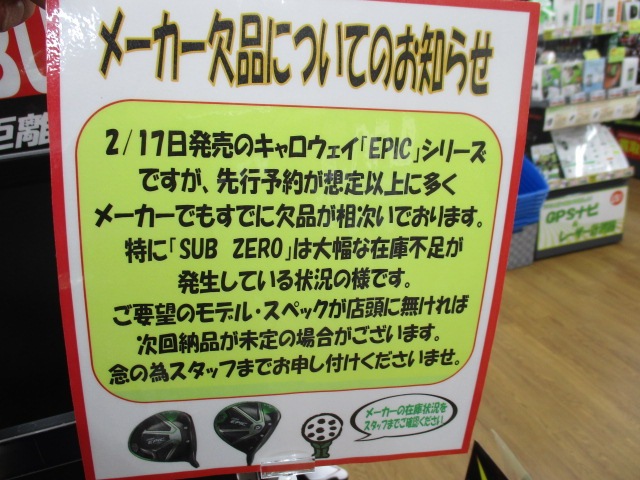 メーカー欠品についてのお知らせ
2/17日発売のキャロウェイ「EPIC」シリーズ
ですが、先行予約が想定以上に多く
メーカーでもすでに欠品が相次いでおります。
特に「SUB ZERO」は大幅な在庫不足が
発生している状況の様です。
ご要望のモデル・スペックが店頭に無ければ
次回納品が未定の場合がございます。
念の為スタッフまでお申し付けくださいませ。
メーカーの在庫状況を
スタッフまでご確認ください
距離
GPSナビ